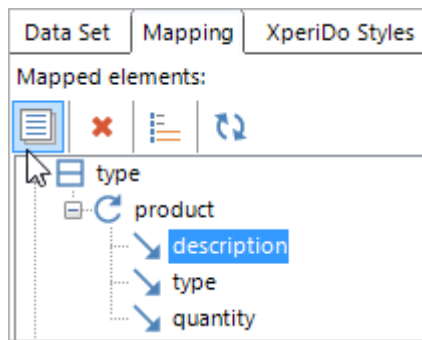 Data Set Mapping XperiDo Styles
Mapped elements:
type
product
description
type
quantity